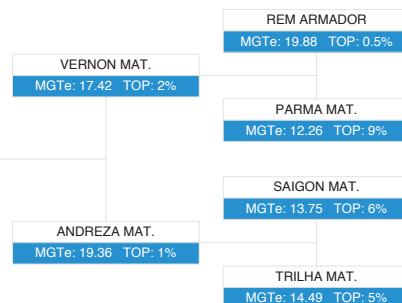 REM ARMADOR
MGTe: 19.88 TOP: 0.5%
VERNON MAT.
MGTe: 17.42 TOP: 2%
PARMA MAT.
MGTe: 12.26 TOP: 9%
SAIGON MAT.
MGTe: 13.75 TOP: 6%
ANDREZA MAT.
MGTe: 19.36 TOP: 1%
TRILHA MAT.
MGTe: 14.49 TOP: 5%